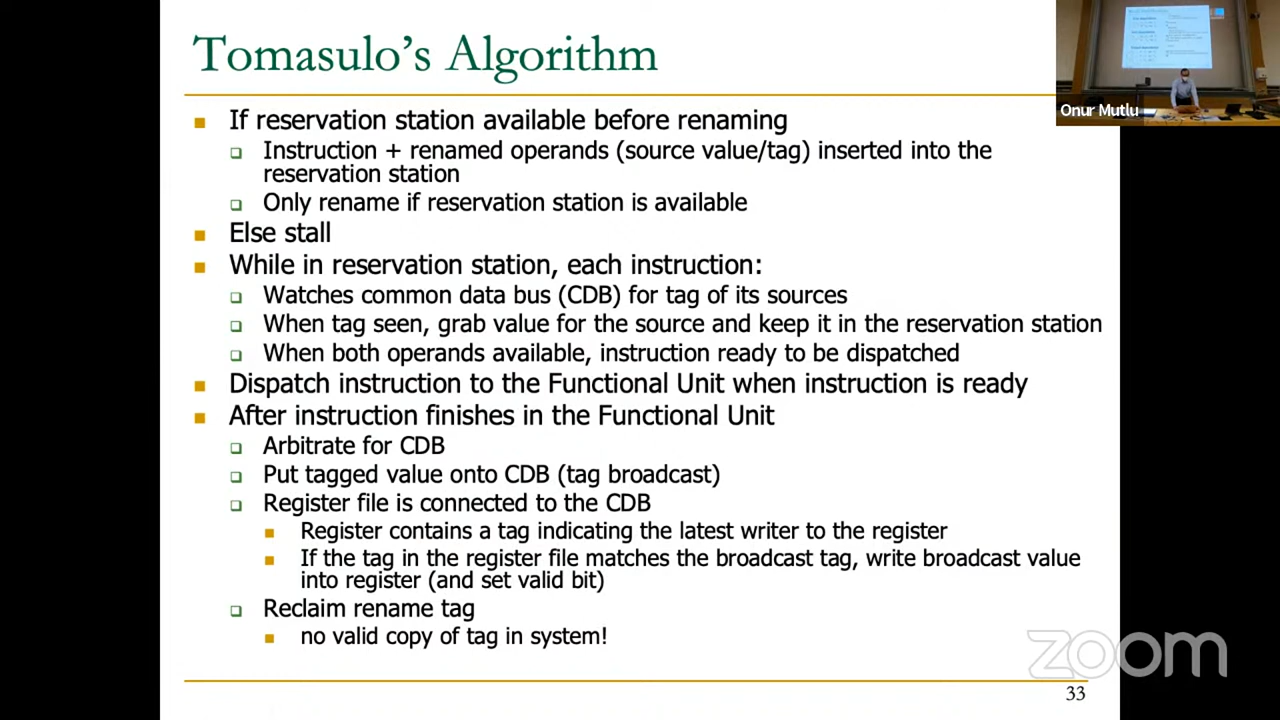 Tomasulo's Algorithm
Onur Mutlu
If reservation station available before renaming
Instruction + renamed operands (source value/tag) inserted into the
reservation station
Only rename if reservation station is available
Else stall
While in reservation station, each instruction:
Watches common data bus (CDB) for tag of its sources
When tag seen, grab value for the source and keep it in the reservation station
When both operands available, instruction ready to be dispatched
Dispatch instruction to the Functional Unit when instruction is ready
After instruction finishes in the Functional Unit
Arbitrate for CDB
Put tagged value onto CDB (tag broadcast)
Register file is connected to the CDB
Register contains a tag indicating the latest writer to the register
If the tag in the register file matches the broadcast tag, write broadcast value
into register (and set valid bit)
Reclaim rename tag
no valid copy of tag in system!
zoom
33